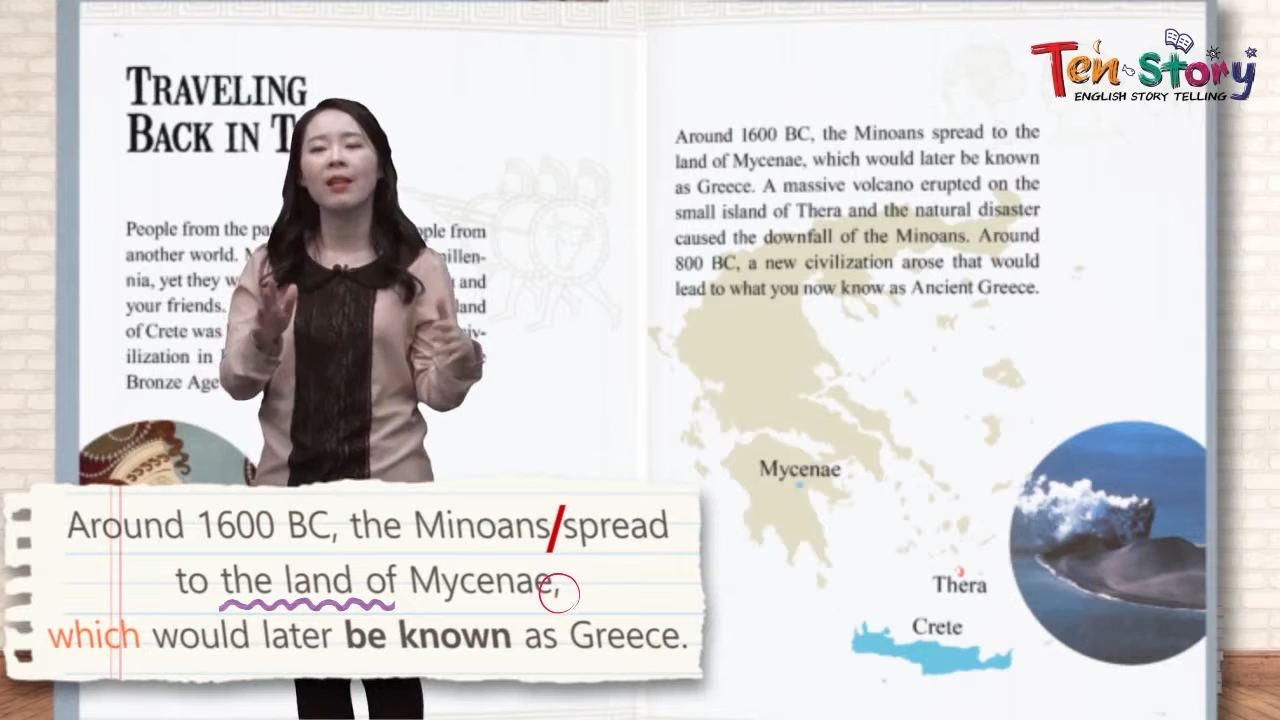 TRAVELING
BACK IN
Ten Story
ENGLISH STORY TELLING
People from the ple from
another world. illen-
nia, yet they and
your friends. land
of Crete was civ-
ilization in
Bronze Age
Around 1600 BC, the Minoans spread to the
land of Mycenae, which would later be known
as Greece. A massive volcano erupted on the
small island of Thera and the natural disaster
caused the downfall of the Minoans. Around
800 BC, a new civilization arose that would
lead to what you now know as Ancient Greece.
Mycenae
Thera
Crete
Around 1600 BC, the Minoans/spread
to the land of Mycenae,
which would later be known as Greece.